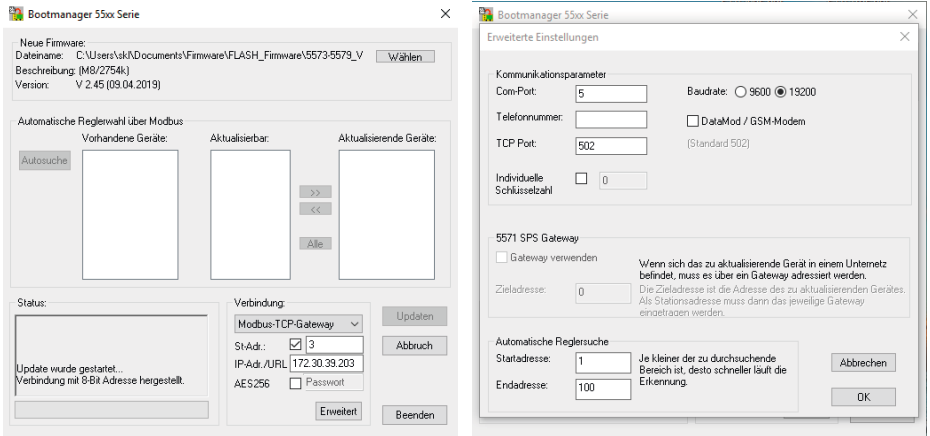 Bootmanager 55xx Serie
Neue Firmware:
Dateiname: C:\Users\skl\Documents\Firmware\FLASH_Firmware\5573-5579_V
Wählen
Beschreibung: (M8/2754k)
Version: V 2.45 (09.04.2019)
Automatische Reglerwahl über Modbus
Vorhandene Geräte: Aktualisierbar: Aktualisierende Geräte:
Autosuche
>>
<<
Alle
Status:
Update wurde gestartet...
Verbindung mit 8-Bit Adresse hergestellt.
Verbindung:
Modbus-TCP-Gateway
St-Adr.: 3
IP-Adr./URL 172.30.39.203
AES256 Passwort
Erweitert
Updaten
Abbruch
Beenden
Bootmanager 55xx Serie
Erweiterte Einstellungen
Kommunikationsparameter
Com-Port: 5 Baudrate: 9600 19200
Telefonnummer: DataMod / GSM-Modem
TCP Port: 502 (Standard 502)
Individuelle
Schlüsselzahl
0
5571 SPS Gateway
Gateway verwenden
Wenn sich das zu aktualisierende Gerät in einem Unternetz
befindet, muss es über ein Gateway adressiert werden.
Zieladresse: 0
Die Zieladresse ist die Adresse des zu aktualisierenden Gerätes.
Als Stationsadresse muss dann das jeweilige Gateway
eingetragen werden.
Automatische Reglersuche
Startadresse: 1
Endadresse: 100
Je kleiner der zu durchsuchende
Bereich ist, desto schneller läuft die
Erkennung.
Abbrechen
OK